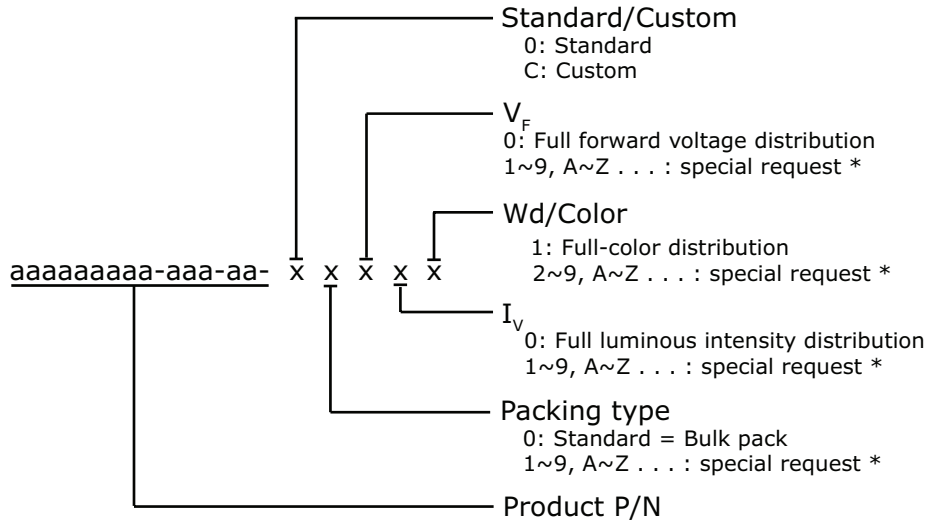 Standard/Custom
0: Standard
C: Custom
VF
0: Full forward voltage distribution
1~9, A~Z . . . : special request *
Wd/Color
1: Full-color distribution
2~9, A~Z . . . : special request *
aaaaaaaaa-aaa-aa- x x x x x
IV
0: Full luminous intensity distribution
1~9, A~Z . . . : special request *
Packing type
0: Standard = Bulk pack
1~9, A~Z . . . : special request *
Product P/N